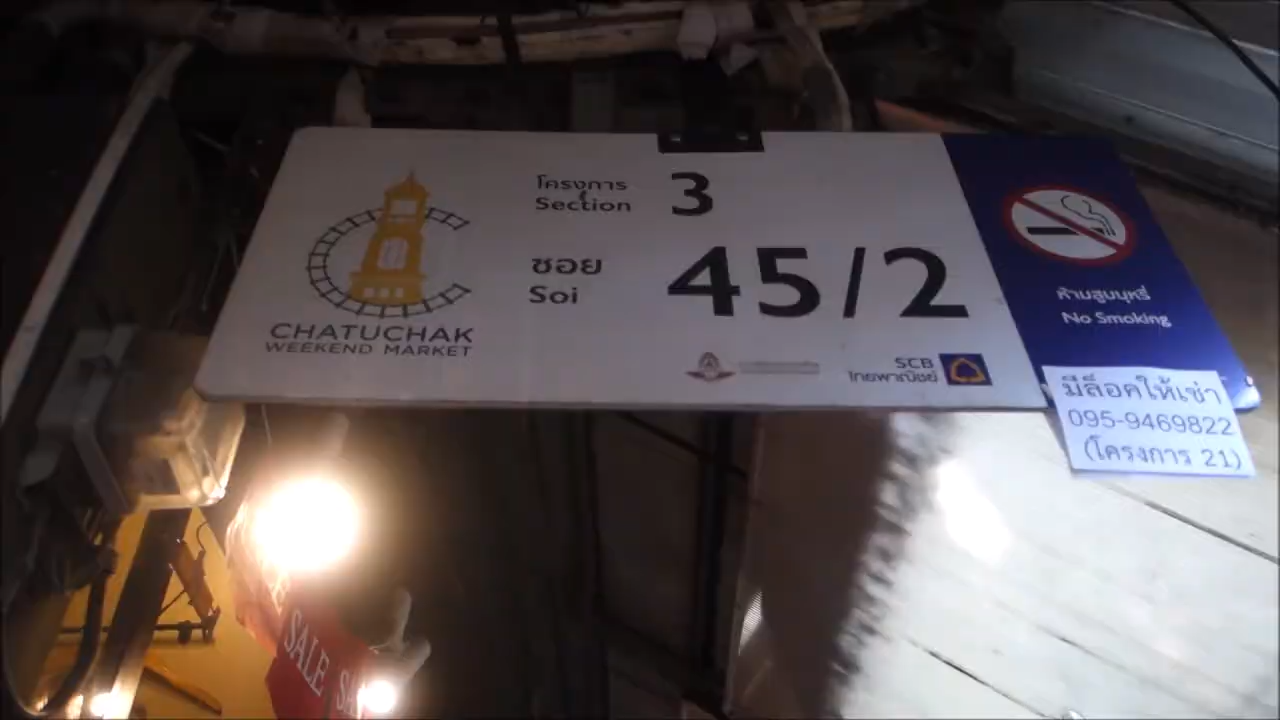 โครงการ
Section 3
ซอย
Soi 45/2
CHATUCHAK
WEEKEND MARKET
SCB
ไทยพาณิชย์
ห้ามสูบบุหรี่
No Smoking
มีล็อคให้เช่า
095-9469822
(โครงการ 21)
SALE